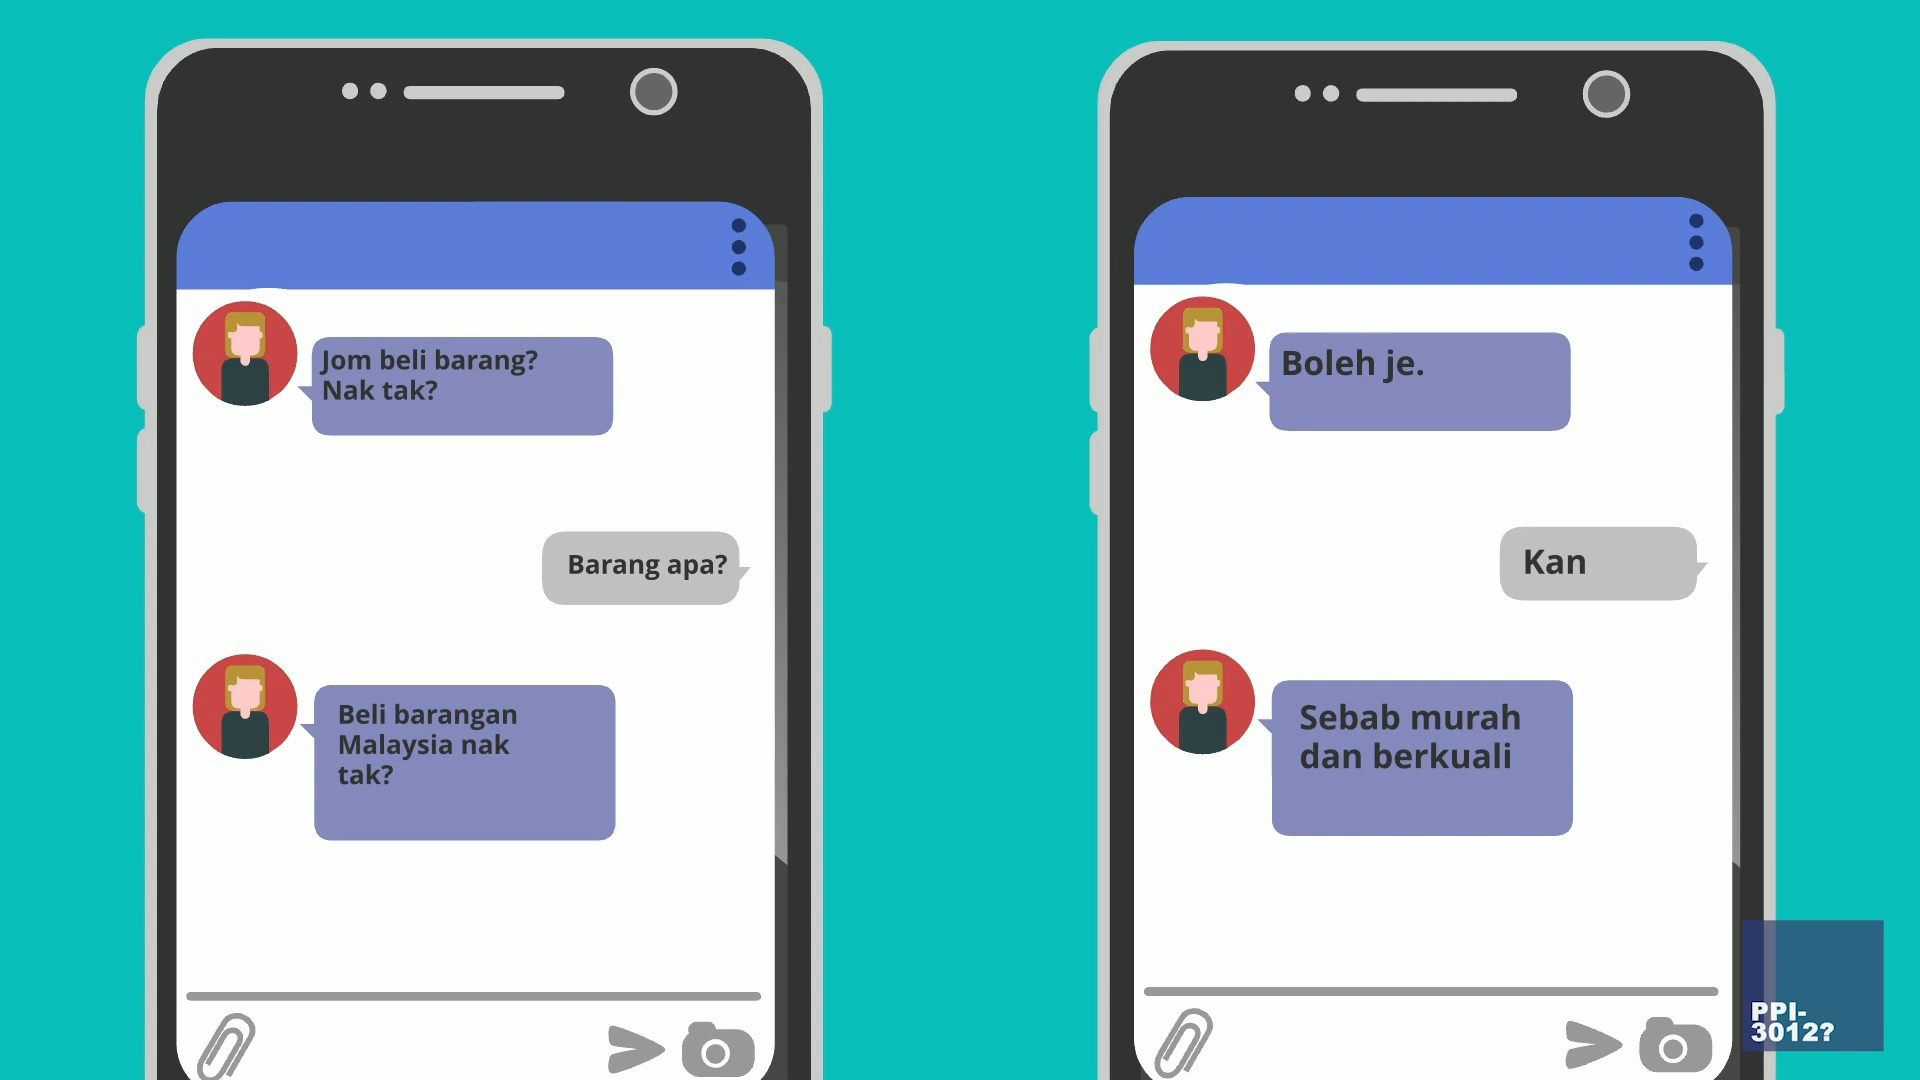 Jom beli barang?
Nak tak?
Barang apa?
Beli barangan
Malaysia nak
tak?
Boleh je.
Kan
Sebab murah
dan berkuali
PPI-
3012?